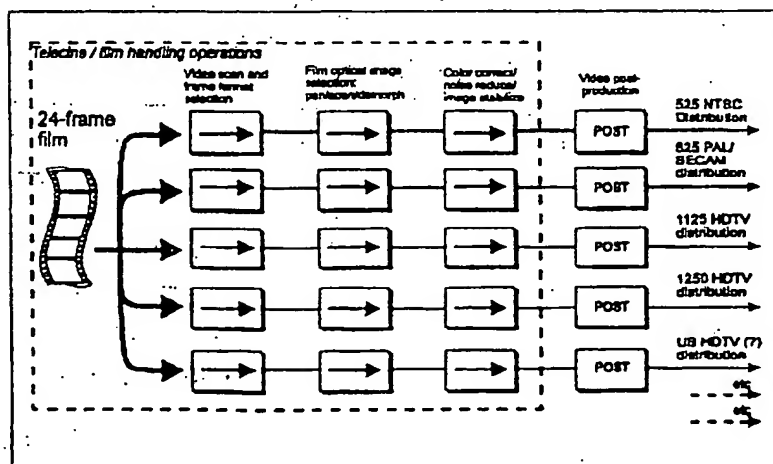 Telecine / film handling operations
Video scan and
frame format
selection
Film optical image
selection:
pan/scan/
Color correct/
noise reduce/
image stabilize
Video post-
production
24-frame
film
POST
525 NTSC
Distribution
POST
625 PAL/
SECAM
distribution
POST
1125 HDTV
distribution
POST
1250 HDTV
distribution
POST
US HDTV (?)
distribution
etc
etc